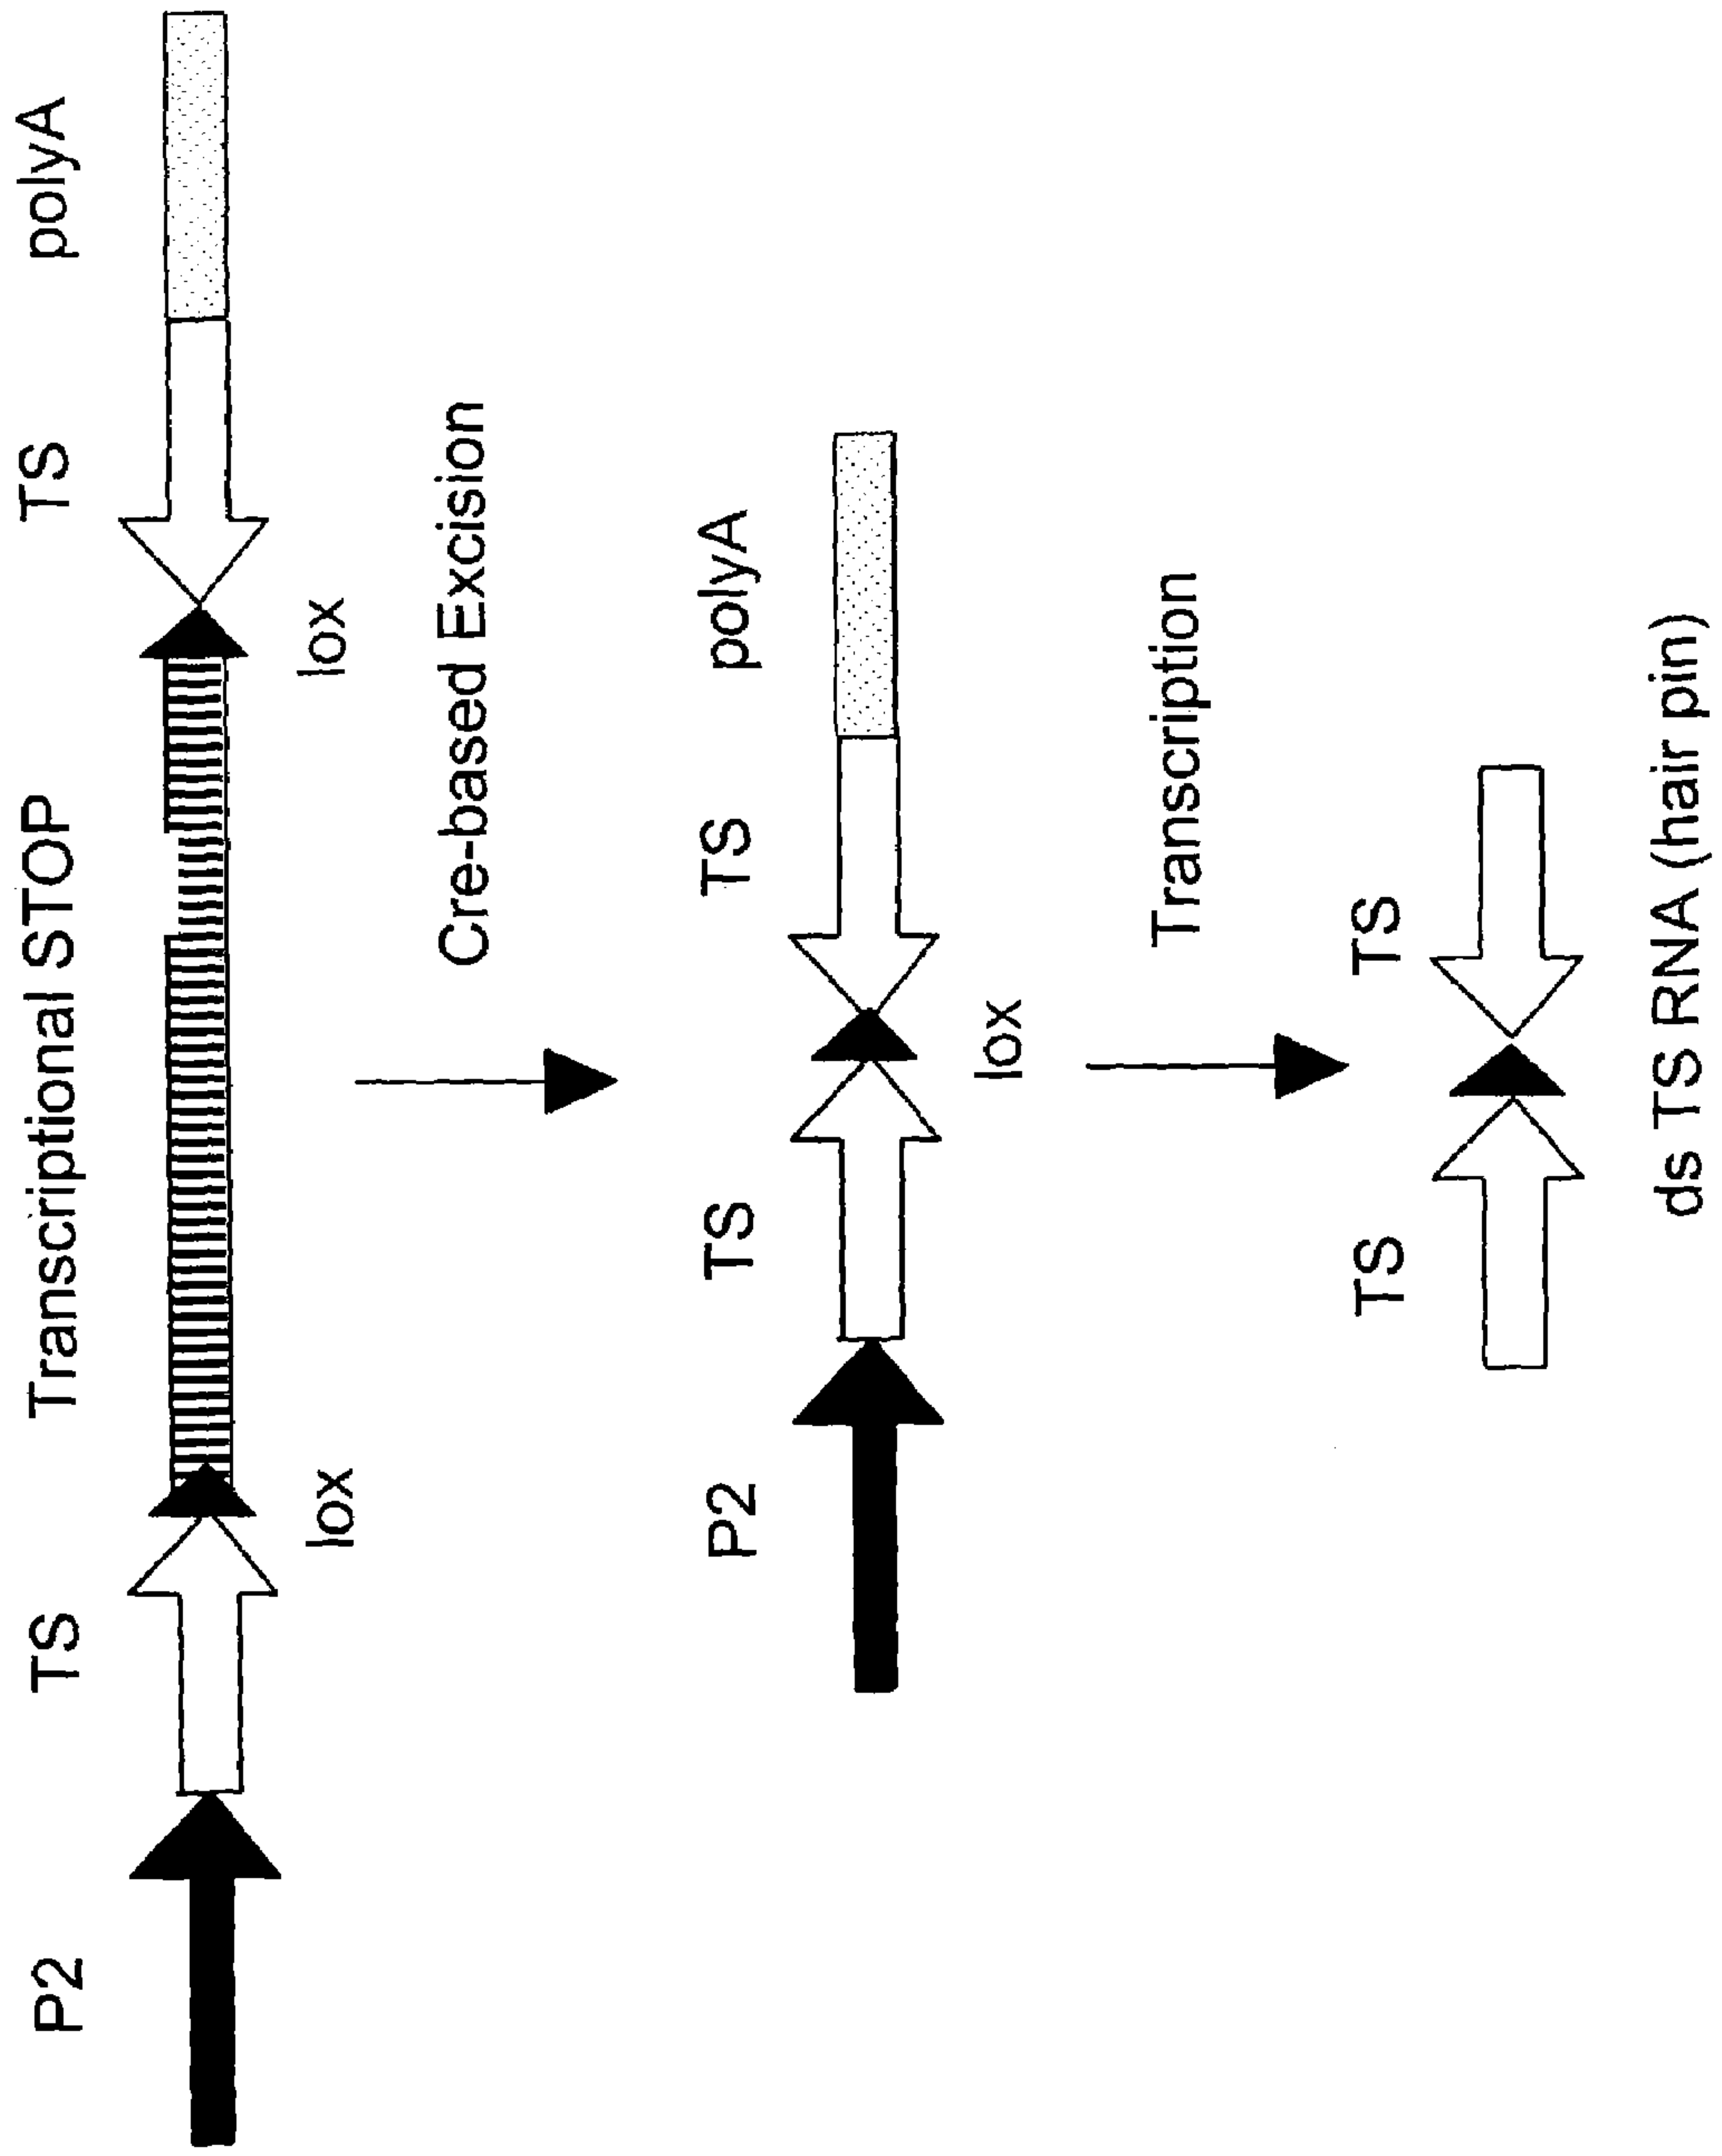 P2 TS Transcriptional STOP TS polyA
lox lox
Cre-based Excision
P2 TS TS polyA
lox
Transcription
TS TS
ds TS RNA (hair pin)